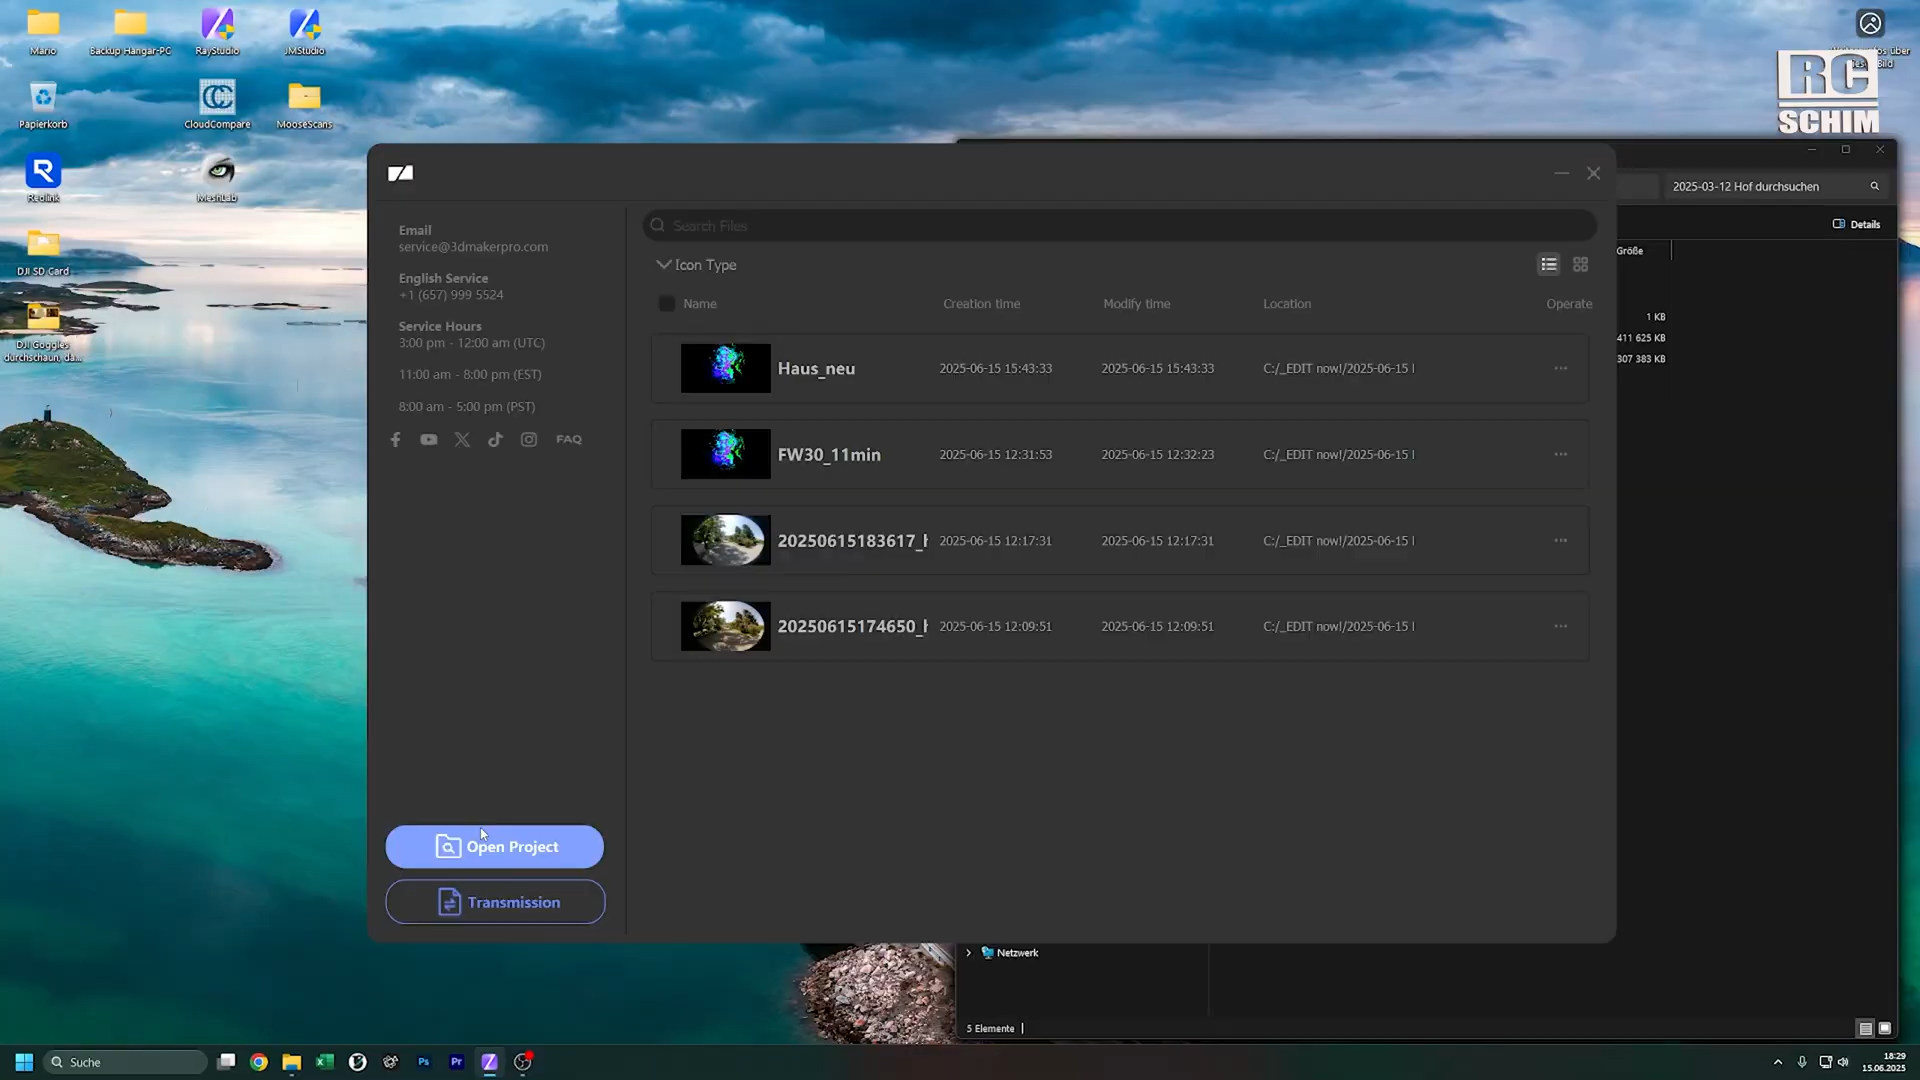 Mario
Backup Hangar-PC
RayStudio
JMStudio
Papierkorb
CC
CloudCompare
MooseScans
R
Reolink
MeshLab
DJI SD Card
DJI Goggles
durchschaun, da...
RC
SCHIM
2025-03-12 Hof durchsuchen
Details
Größe
1 KB
411 625 KB
307 383 KB
Email
service@3dmakerpro.com
English Service
+1 (657) 999 5524
Service Hours
3:00 pm - 12:00 am (UTC)
11:00 am - 8:00 pm (EST)
8:00 am - 5:00 pm (PST)
FAQ
Search Files
Icon Type
Name Creation time Modify time Location Operate
Haus_neu 2025-06-15 15:43:33 2025-06-15 15:43:33 C:/_EDIT now!/2025-06-15
FW30_11min 2025-06-15 12:31:53 2025-06-15 12:32:23 C:/_EDIT now!/2025-06-15
20250615183617_ 2025-06-15 12:17:31 2025-06-15 12:17:31 C:/_EDIT now!/2025-06-15
20250615174650_ 2025-06-15 12:09:51 2025-06-15 12:09:51 C:/_EDIT now!/2025-06-15
Open Project
Transmission
Netzwerk
5 Elemente
Suche
Ps
Pr
18:29
15.06.2025